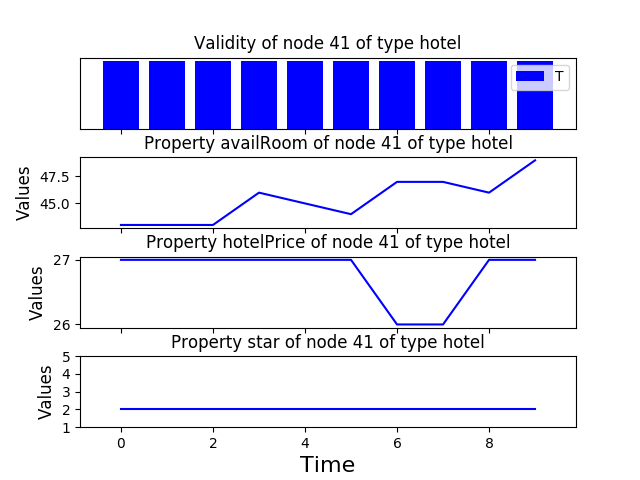 Validity of node 41 of type hotel
T
Property availRoom of node 41 of type hotel
47.5
45.0
Values
Property hotelPrice of node 41 of type hotel
27
26
Values
Property star of node 41 of type hotel
5
4
3
2
1
Values
0 2 4 6 8
Time